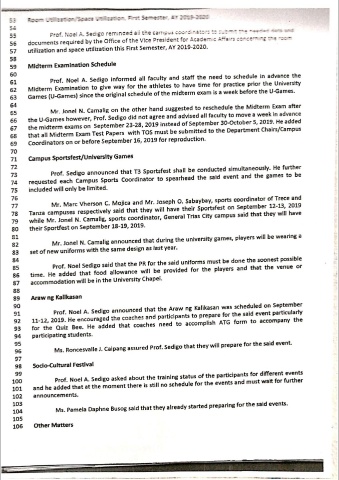 53 Room Utilization/Space Utilization, First Semester, AY 2019-2020
54
55 Prof. Noel A. Sedigo reminded all the campus coordinators to submit the needed data and
56 documents required by the Office of the Vice President for Academic Affairs concerning the room
57 utilization and space utilization this First Semester, AY 2019-2020.
58
59 Midterm Examination Schedule
60
61 Prof. Noel A. Sedigo informed all faculty and staff the need to schedule in advance the
62 Midterm Examination to give way for the athletes to have time for practice prior the University
63 Games (U-Games) since the original schedule of the midterm exam is a week before the U-Games.
64
65 Mr. Jonel N. Camalig on the other hand suggested to reschedule the Midterm Exam after
66 the U-Games however, Prof. Sedigo did not agree and advised all faculty to move a week in advance
67 the midterm exams on September 23-28, 2019 instead of September 30-October 5, 2019. He added
68 that all Midterm Exam Test Papers with TOS must be submitted to the Department Chairs/Campus
69 Coordinators on or before September 16, 2019 for reproduction.
70
71 Campus Sportsfest/University Games
72
73 Prof. Sedigo announced that T3 Sportsfest shall be conducted simultaneously. He further
74 requested each Campus Sports Coordinator to spearhead the said event and the games to be
75 included will only be limited.
76
77 Mr. Marc Vherson C. Mojica and Mr. Joseph O. Sabaybay, sports coordinator of Trece and
78 Tanza campuses respectively said that they will have their Sportsfest on September 12-13, 2019
79 while Mr. Jonel N. Camalig, sports coordinator, General Trias City campus said that they will have
80 their Sportsfest on September 18-19, 2019.
81
82 Mr. Jonel N. Camalig announced that during the university games, players will be wearing a
83 set of new uniforms with the same design as last year.
84
85 Prof. Noel Sedigo said that the PR for the said uniforms must be done the soonest possible
86 time. He added that food allowance will be provided for the players and that the venue or
87 accommodation will be in the University Chapel.
88
89 Araw ng Kalikasan
90
91 Prof. Noel A. Sedigo announced that the Araw ng Kalikasan was scheduled on September
92 11-12, 2019. He encouraged the coaches and participants to prepare for the said event particularly
93 for the Quiz Bee. He added that coaches need to accomplish ATG form to accompany the
94 participating students.
95
96 Ms. Roncesvalle J. Caipang assured Prof. Sedigo that they will prepare for the said event.
97
98 Socio-Cultural Festival
99
100 Prof. Noel A. Sedigo asked about the training status of the participants for different events
101 and he added that at the moment there is still no schedule for the events and must wait for further
102 announcements.
103
104 Ms. Pamela Daphne Busog said that they already started preparing for the said events.
105
106 Other Matters